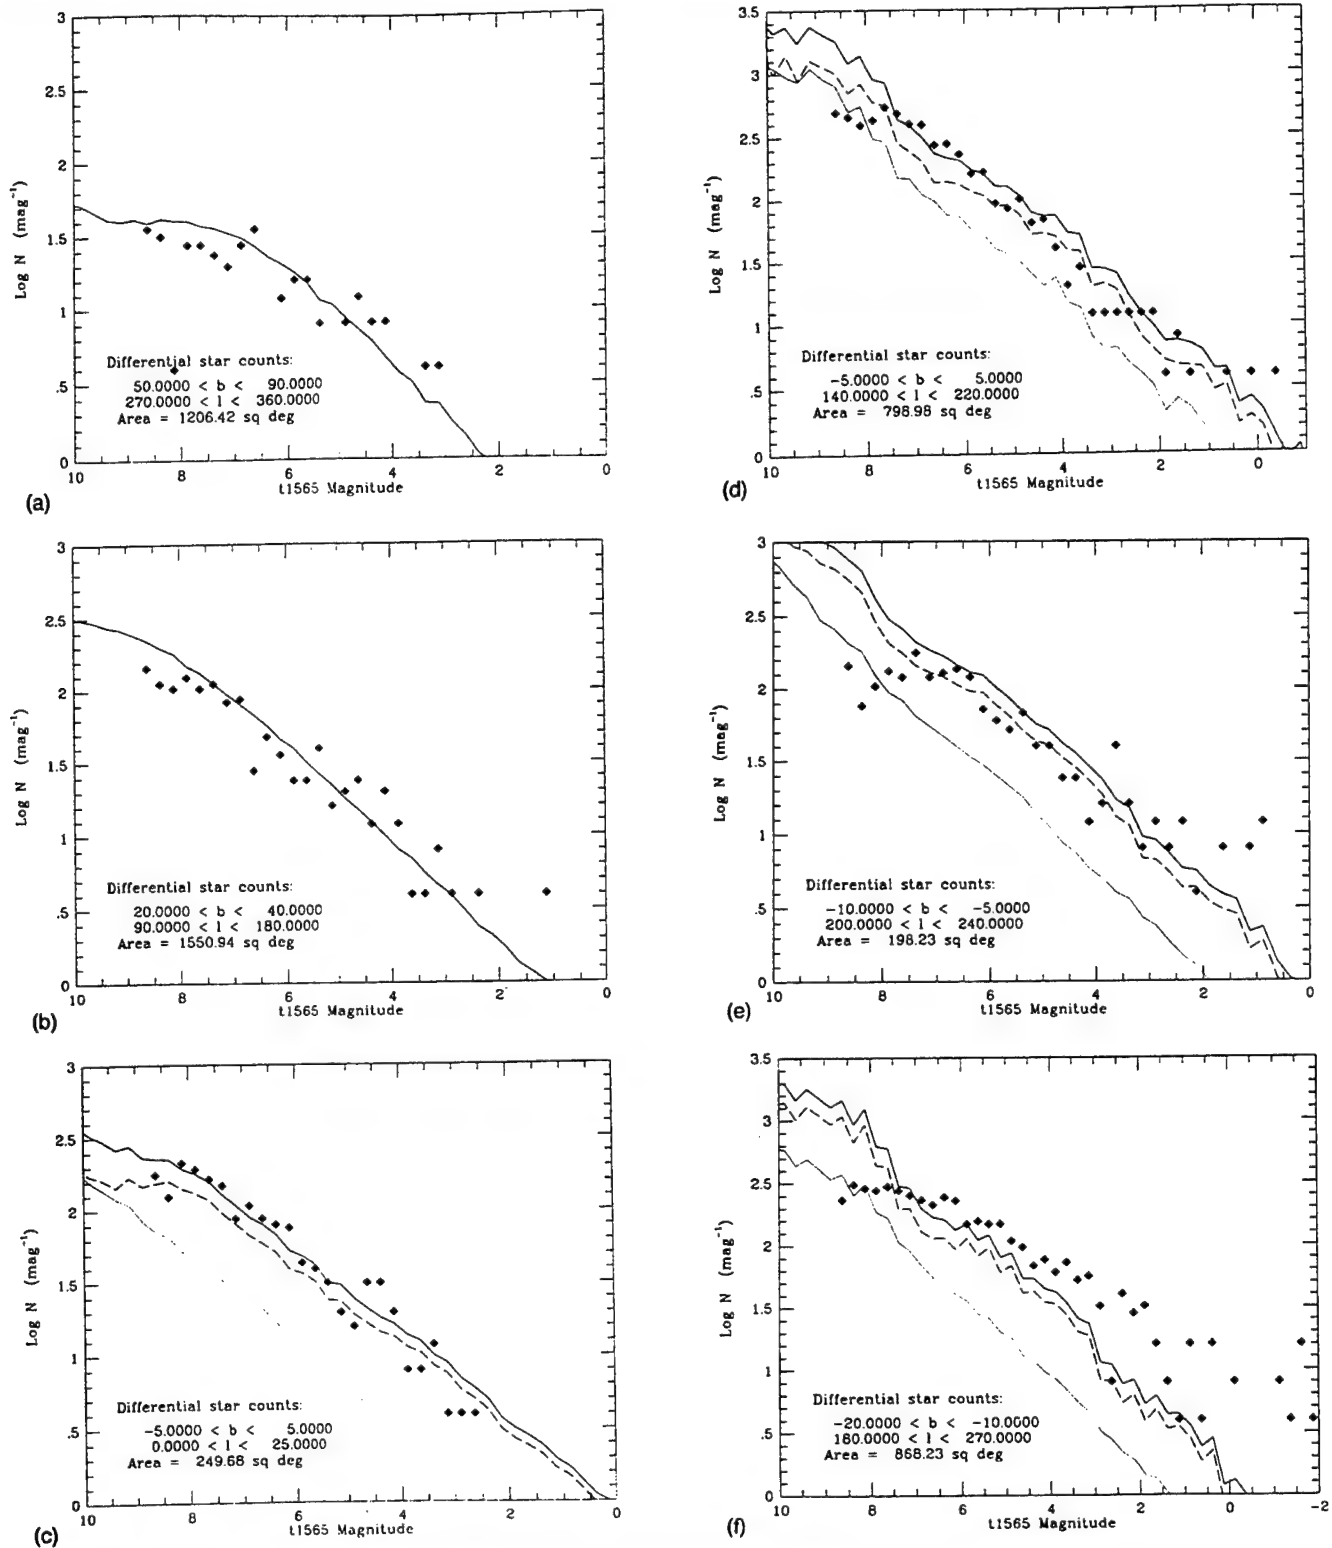 3
2.5
2
1.5
1
.5
0
Log N (mag⁻¹)
Differential star counts:
50.0000 < b < 90.0000
270.0000 < l < 360.0000
Area = 1206.42 sq deg
10 8 6 4 2 0
t1565 Magnitude
(a)
3
2.5
2
1.5
1
.5
0
Log N (mag⁻¹)
Differential star counts:
20.0000 < b < 40.0000
90.0000 < l < 180.0000
Area = 1550.94 sq deg
10 8 6 4 2 0
t1565 Magnitude
(b)
3
2.5
2
1.5
1
.5
0
Log N (mag⁻¹)
Differential star counts:
-5.0000 < b < 5.0000
0.0000 < l < 25.0000
Area = 249.68 sq deg
10 8 6 4 2 0
t1565 Magnitude
(c)
3.5
3
2.5
2
1.5
1
.5
0
Log N (mag⁻¹)
Differential star counts:
-5.0000 < b < 5.0000
140.0000 < l < 220.0000
Area = 798.98 sq deg
10 8 6 4 2 0
t1565 Magnitude
(d)
3
2.5
2
1.5
1
.5
0
Log N (mag⁻¹)
Differential star counts:
-10.0000 < b < -5.0000
200.0000 < l < 240.0000
Area = 198.23 sq deg
10 8 6 4 2 0
t1565 Magnitude
(e)
3.5
3
2.5
2
1.5
1
.5
0
Log N (mag⁻¹)
Differential star counts:
-20.0000 < b < -10.0000
180.0000 < l < 270.0000
Area = 868.23 sq deg
10 8 6 4 2 0 -2
t1565 Magnitude
(f)